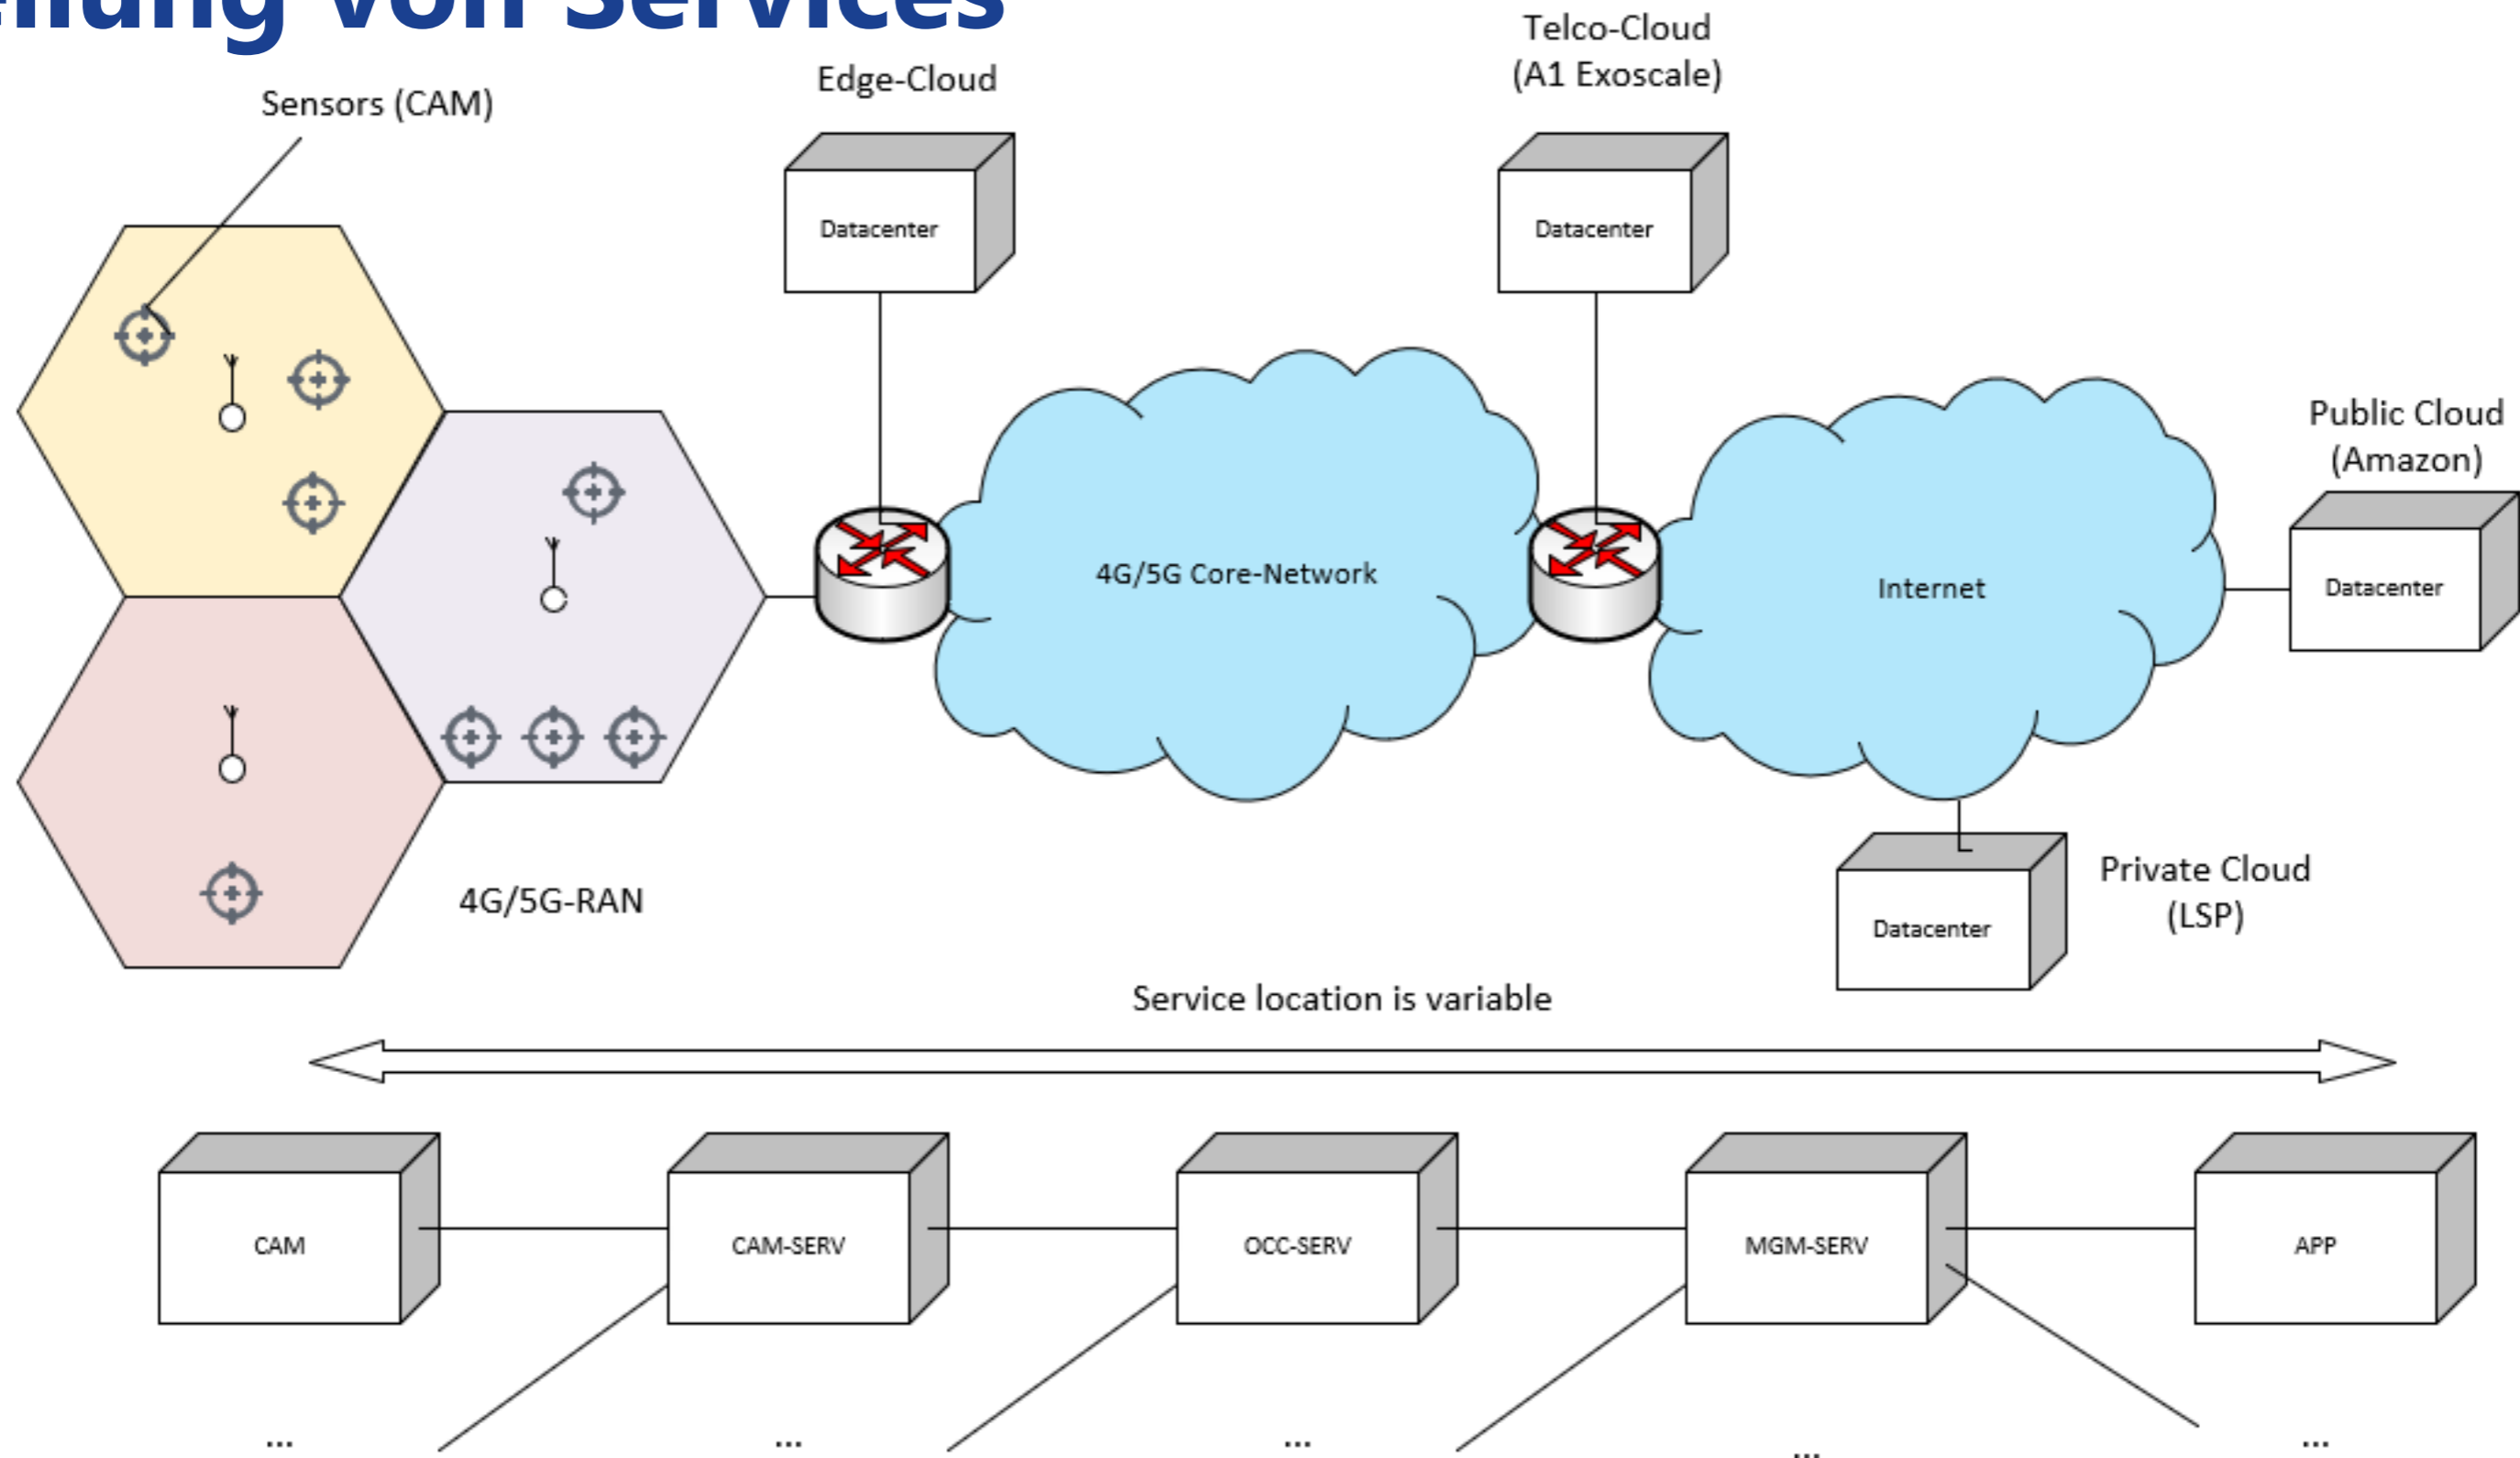 von Services
Telco-Cloud
(A1 Exoscale)
Edge-Cloud
Sensors (CAM)
Datacenter
Datacenter
Public Cloud
(Amazon)
4G/5G Core-Network
Internet
Datacenter
4G/5G-RAN
Private Cloud
(LSP)
Datacenter
Service location is variable
CAM
CAM-SERV
OCC-SERV
MGM-SERV
APP
...
...
...
...
...